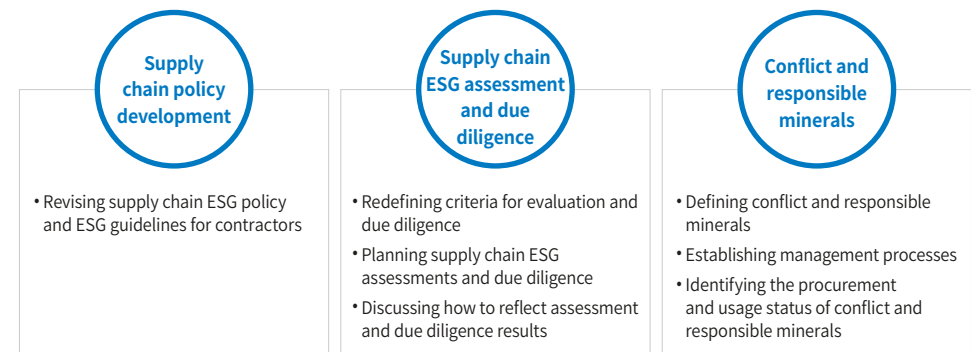 Supply
chain policy
development
• Revising supply chain ESG policy
and ESG guidelines for contractors
Supply chain
ESG assessment
and due
diligence
• Redefining criteria for evaluation and
due diligence
• Planning supply chain ESG
assessments and due diligence
• Discussing how to reflect assessment
and due diligence results
Conflict and
responsible
minerals
• Defining conflict and responsible
minerals
• Establishing management processes
• Identifying the procurement
and usage status of conflict and
responsible minerals